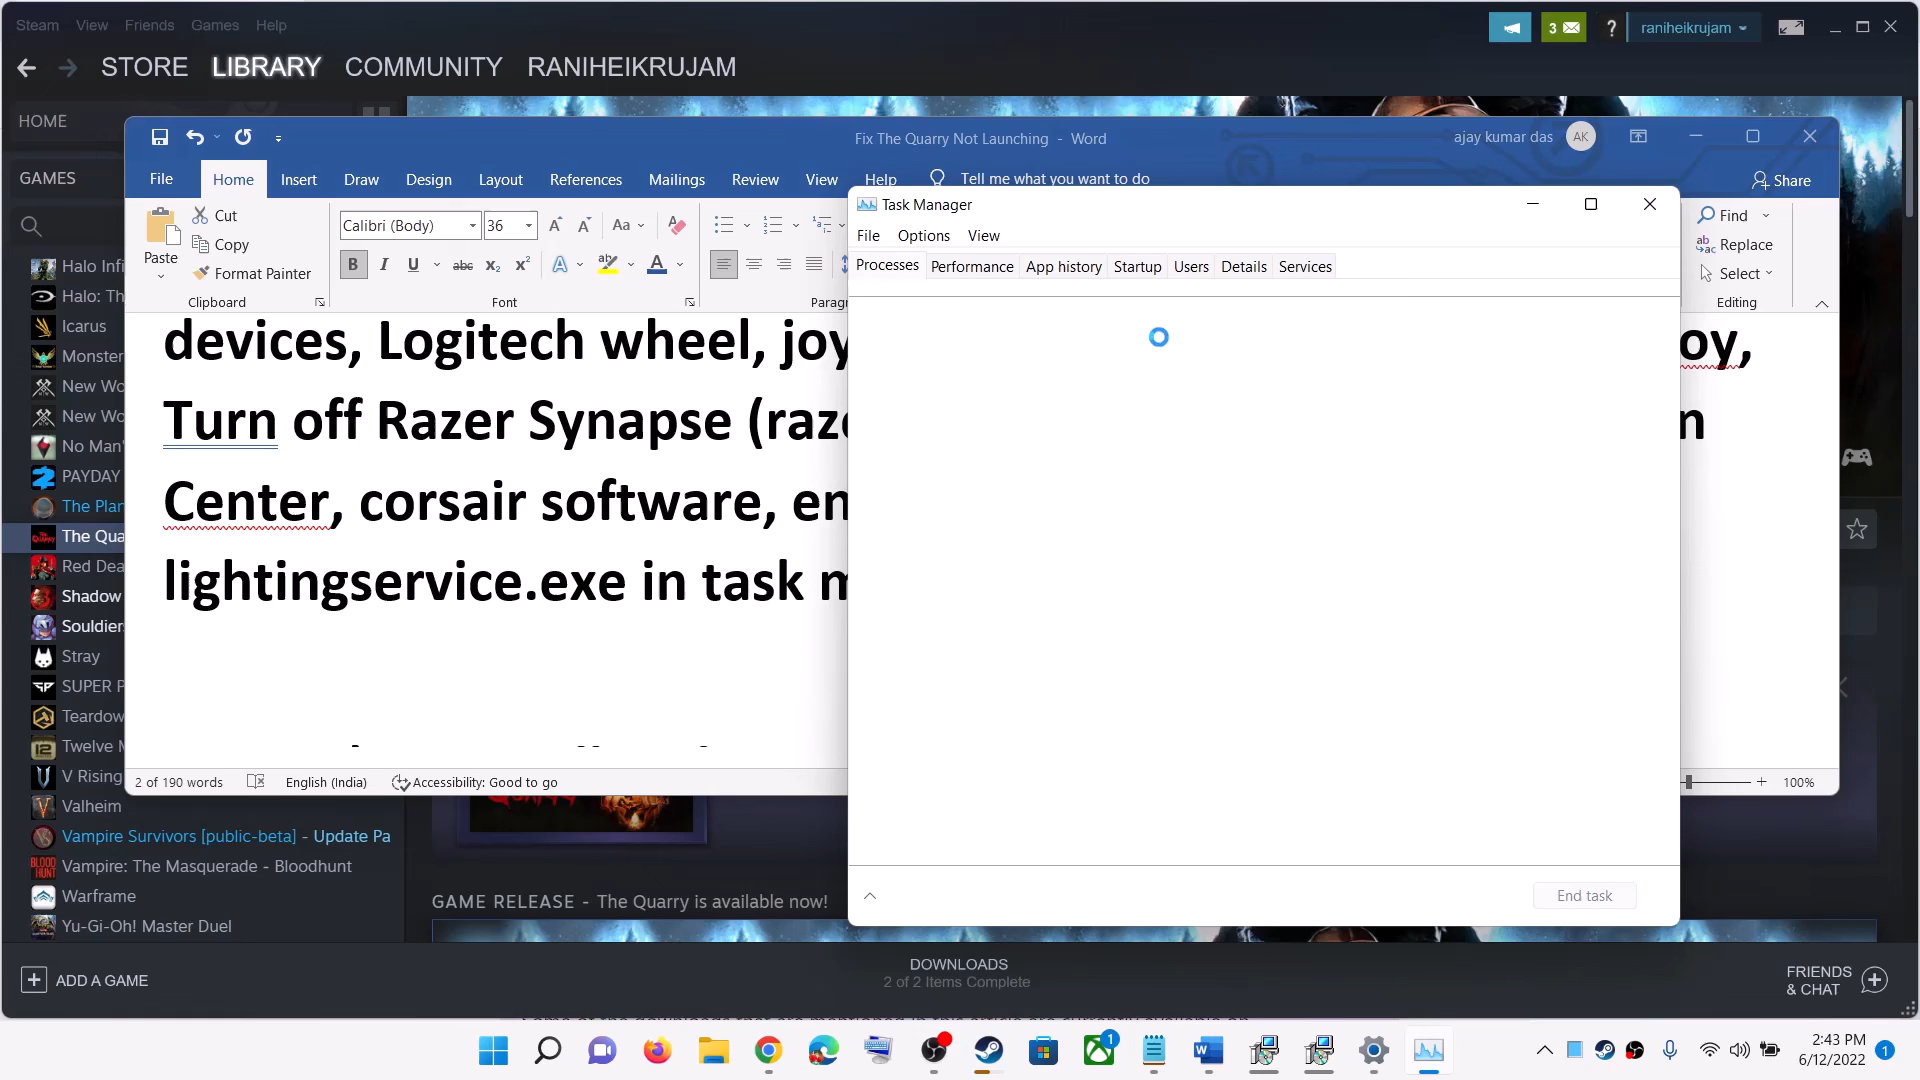 Steam View Friends Games Help
3 ? raniheikrujam
STORE LIBRARY COMMUNITY RANIHEIKRUJAM
HOME
GAMES
Halo Infi
Halo: Th
Icarus
Monster
New Wo
New Wo
No Man'
PAYDAY
The Plan
The Qua
Red Dea
Shadow
Souldier
Stray
SUPER P
Teardow
Twelve M
V Rising
Valheim
Vampire Survivors [public-beta] - Update Pa
Vampire: The Masquerade - Bloodhunt
Warframe
Yu-Gi-Oh! Master Duel
Fix The Quarry Not Launching - Word
ajay kumar das AK
File Home Insert Draw Design Layout References Mailings Review View Help Tell me what you want to do Share
Paste
Cut
Copy
Format Painter
Clipboard
Calibri (Body) 36
Font
Paragr
Find
Replace
Select
Editing
devices, Logitech wheel, joy
oy,
Turn off Razer Synapse (raze
n
Center, corsair software, en
lightingservice.exe in task m
2 of 190 words English (India) Accessibility: Good to go
100%
Task Manager
File Options View
Processes Performance App history Startup Users Details Services
End task
GAME RELEASE - The Quarry is available now!
ADD A GAME
DOWNLOADS
2 of 2 Items Complete
FRIENDS
& CHAT
1
2:43 PM
6/12/2022
1